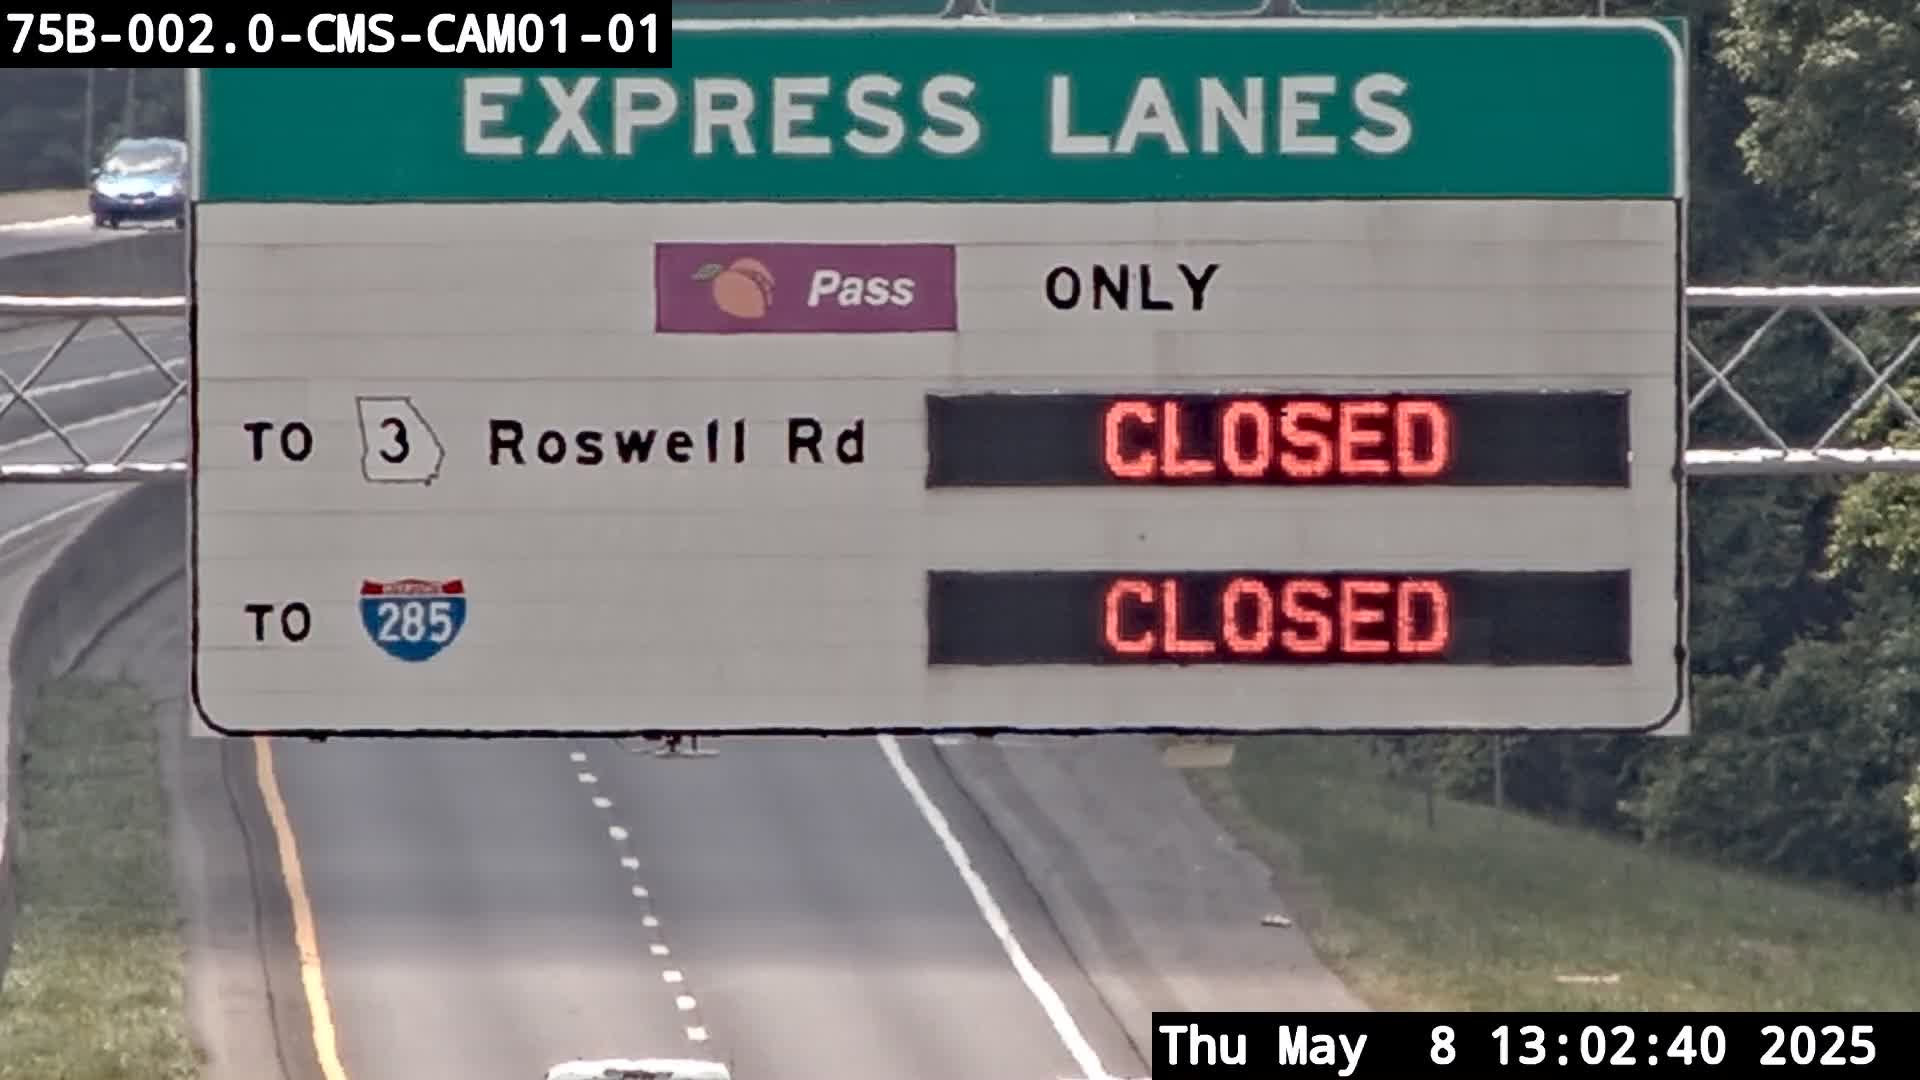 75B-002.0-CMS-CAM01-01
EXPRESS LANES
Pass ONLY
TO 3 Roswell Rd CLOSED
TO 285 CLOSED
Thu May 8 13:02:40 2025